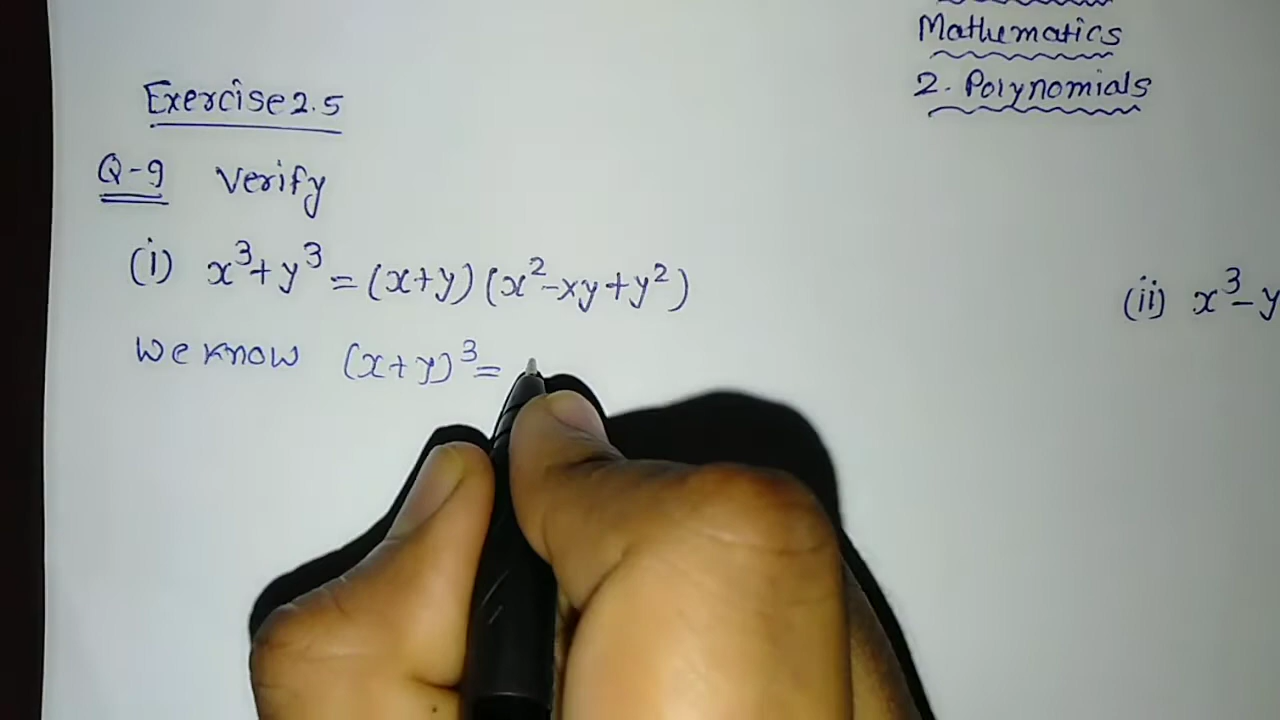 Mathematics
2. Polynomials
Exercise 2.5
Q-9 Verify
(i) x³+y³=(x+y)(x²-xy+y²)
(ii) x³-y
We know (x+y)³=